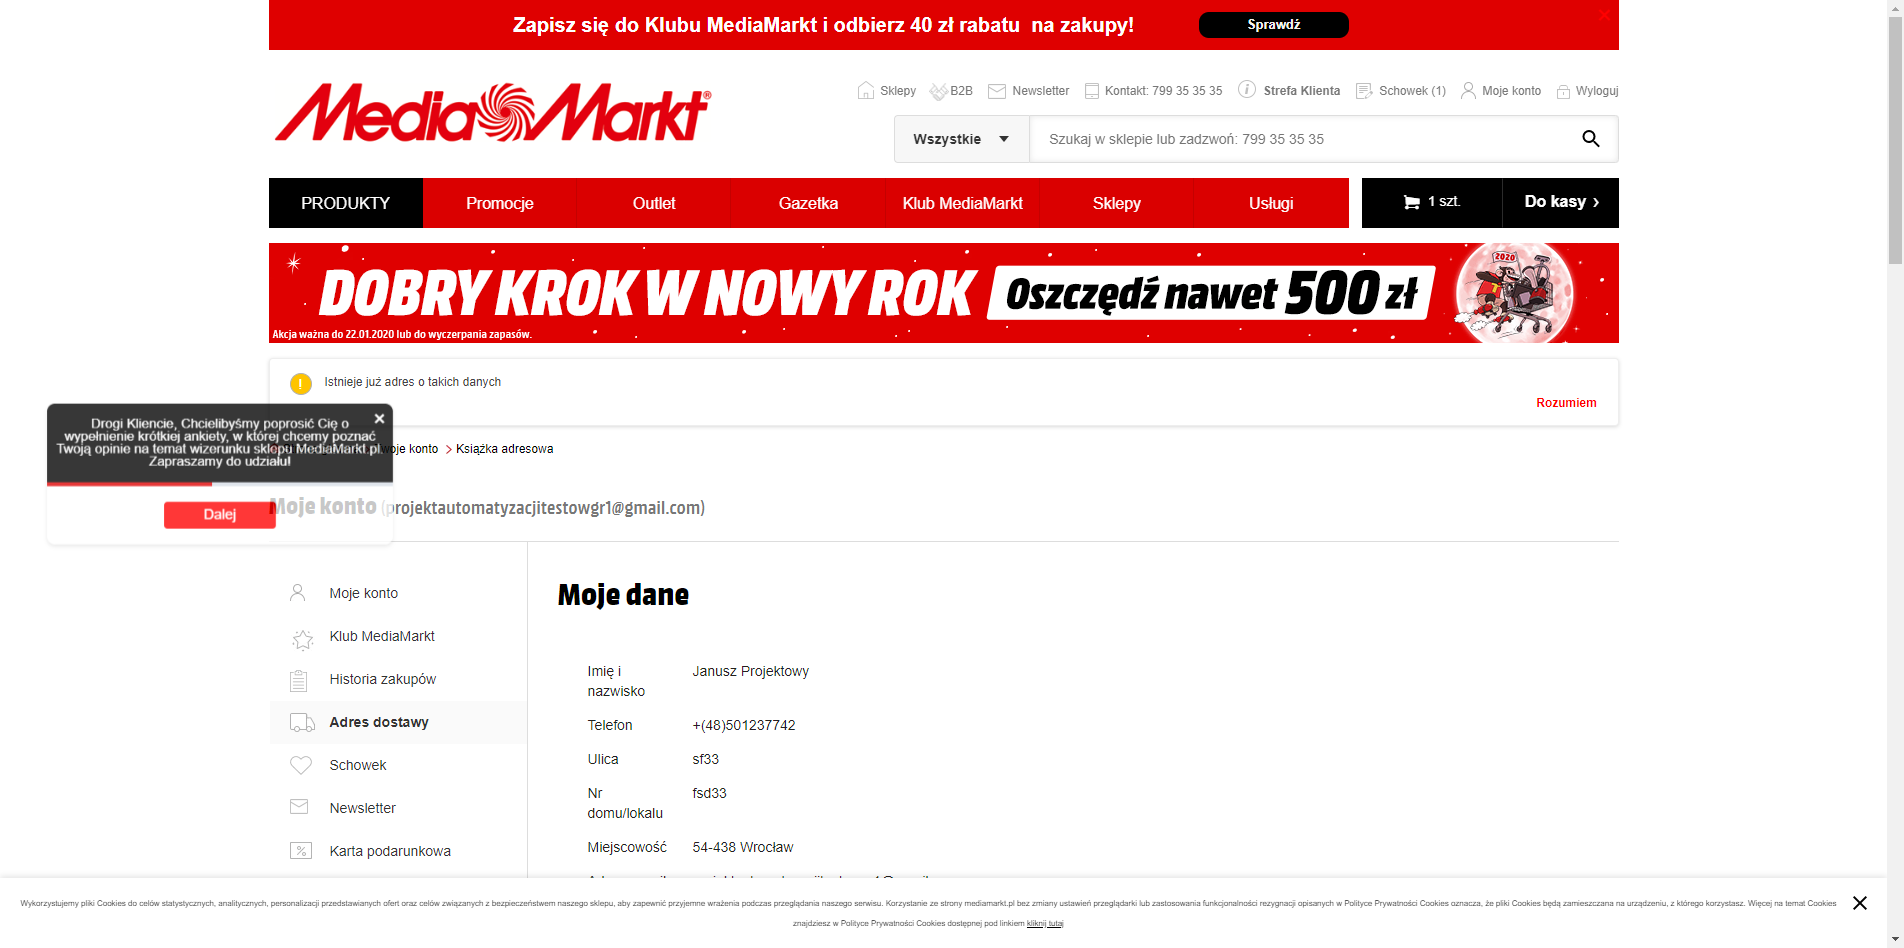 Zapisz się do Klubu MediaMarkt i odbierz 40 zł rabatu na zakupy!
Sprawdź
MediaMarkt®
Sklepy
B2B
Newsletter
Kontakt: 799 35 35 35
Strefa Klienta
Schowek (1)
Moje konto
Wyloguj
Wszystkie
Szukaj w sklepie lub zadzwoń: 799 35 35 35
PRODUKTY
Promocje
Outlet
Gazetka
Klub MediaMarkt
Sklepy
Usługi
1 szt.
Do kasy ›
DOBRY KROK W NOWY ROK
Oszczędź nawet 500 zł
2020
Akcja ważna do 22.01.2020 lub do wyczerpania zapasów.
Istnieje już adres o takich danych
Rozumiem
Drogi Kliencie, Chcielibyśmy poprosić Cię o
wypełnienie krótkiej ankiety, w której chcemy poznać
Twoją opinie na temat wizerunku sklepu MediaMarkt.pl.
Zapraszamy do udziału!
Dalej
Twoje konto
Książka adresowa
Moje konto (projektautomatyzacjitestowgr1@gmail.com)
Moje konto
Klub MediaMarkt
Historia zakupów
Adres dostawy
Schowek
Newsletter
Karta podarunkowa
Moje dane
Imię i
nazwisko
Janusz Projektowy
Telefon
+(48)501237742
Ulica
sf33
Nr
domu/lokalu
fsd33
Miejscowość
54-438 Wrocław
Wykorzystujemy pliki Cookies do celów statystycznych, analitycznych, personalizacji przedstawianych ofert oraz celów związanych z bezpieczeństwem naszego sklepu, aby zapewnić przyjemne wrażenia podczas przeglądania naszego serwisu. Korzystanie ze strony mediamarkt.pl bez zmiany ustawień przeglądarki lub zastosowania funkcjonalności rezygnacji opisanych w Polityce Prywatności Cookies oznacza, że pliki Cookies będą zamieszczana na urządzeniu, z którego korzystasz. Więcej na temat Cookies
znajdziesz w Polityce Prywatności Cookies dostępnej pod linkiem kliknij tutaj